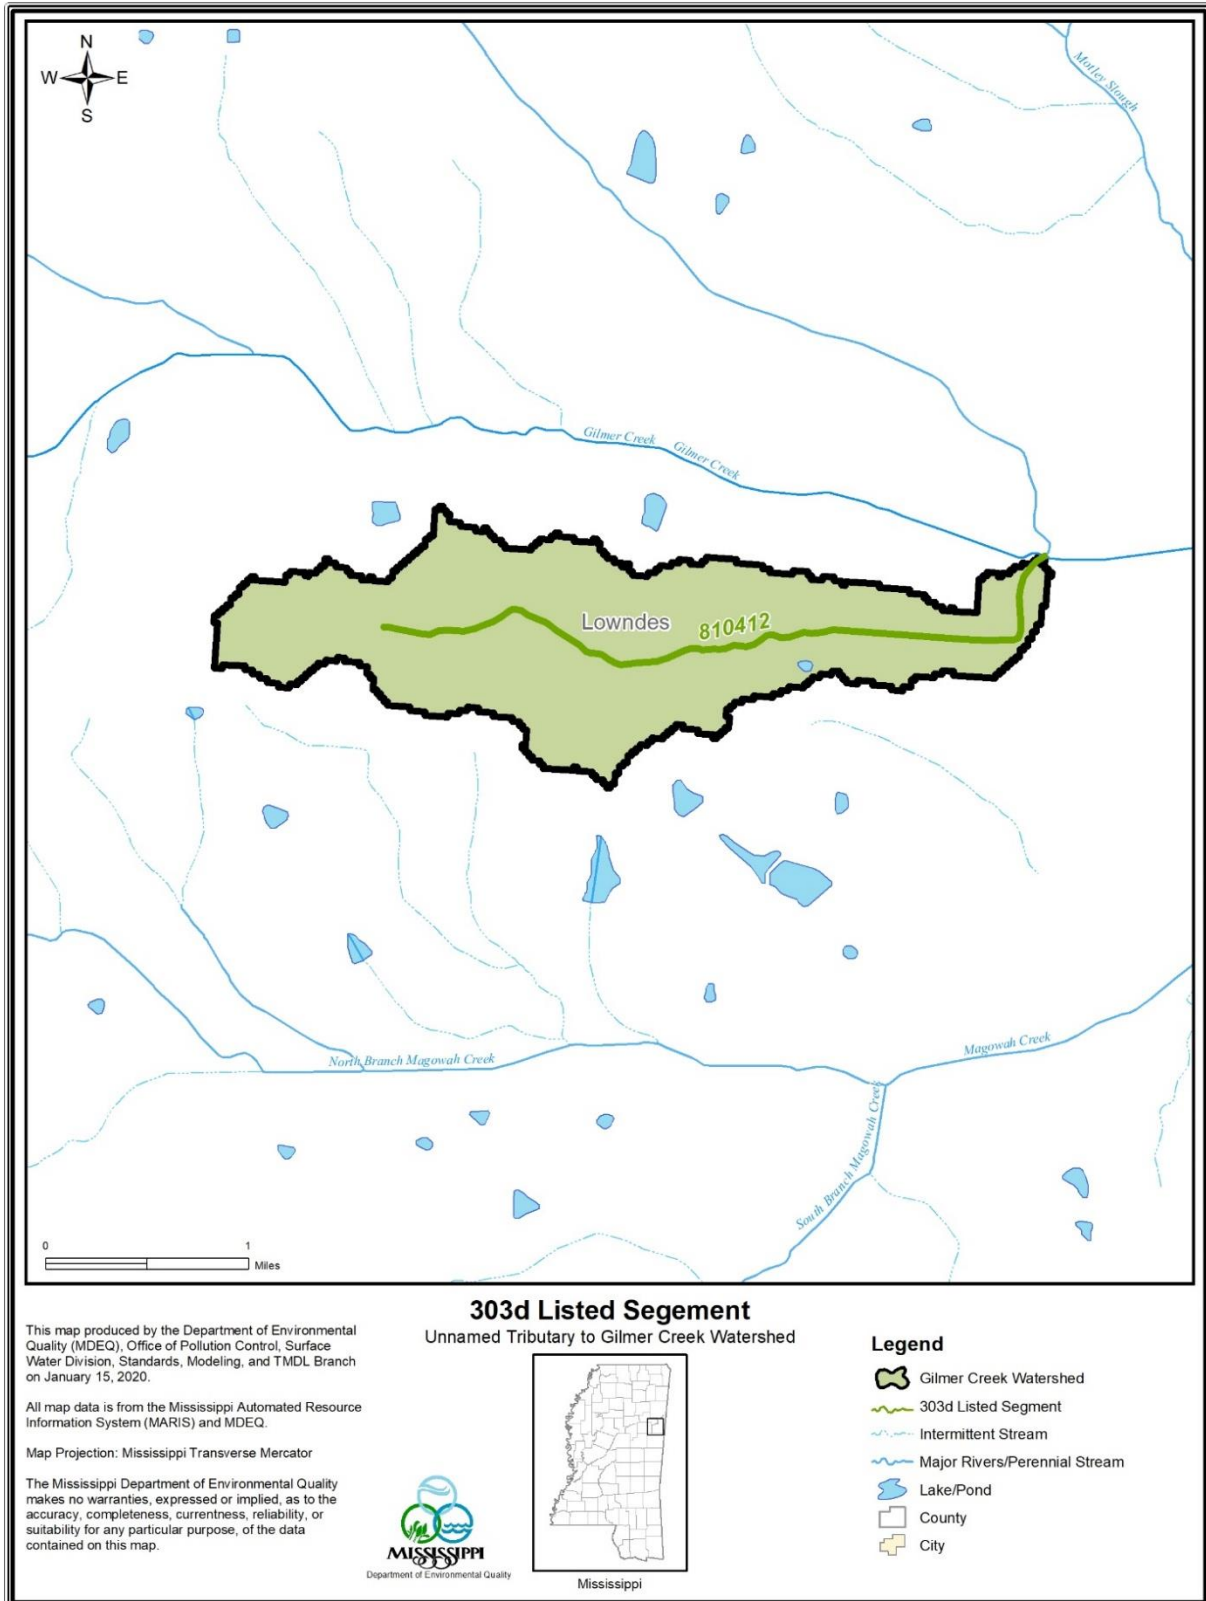 N
W E
S
Motley Slough
Gilmer Creek
Gilmer Creek
Lowndes
810412
North Branch Magowah Creek
Magowah Creek
South Branch Magowah Creek
0 1
Miles
303d Listed Segement
Unnamed Tributary to Gilmer Creek Watershed
This map produced by the Department of Environmental
Quality (MDEQ), Office of Pollution Control, Surface
Water Division, Standards, Modeling, and TMDL Branch
on January 15, 2020.
All map data is from the Mississippi Automated Resource
Information System (MARIS) and MDEQ.
Map Projection: Mississippi Transverse Mercator
The Mississippi Department of Environmental Quality
makes no warranties, expressed or implied, as to the
accuracy, completeness, currentness, reliability, or
suitability for any particular purpose, of the data
contained on this map.
MISSISSIPPI
Department of Environmental Quality
Mississippi
Legend
Gilmer Creek Watershed
303d Listed Segment
Intermittent Stream
Major Rivers/Perennial Stream
Lake/Pond
County
City